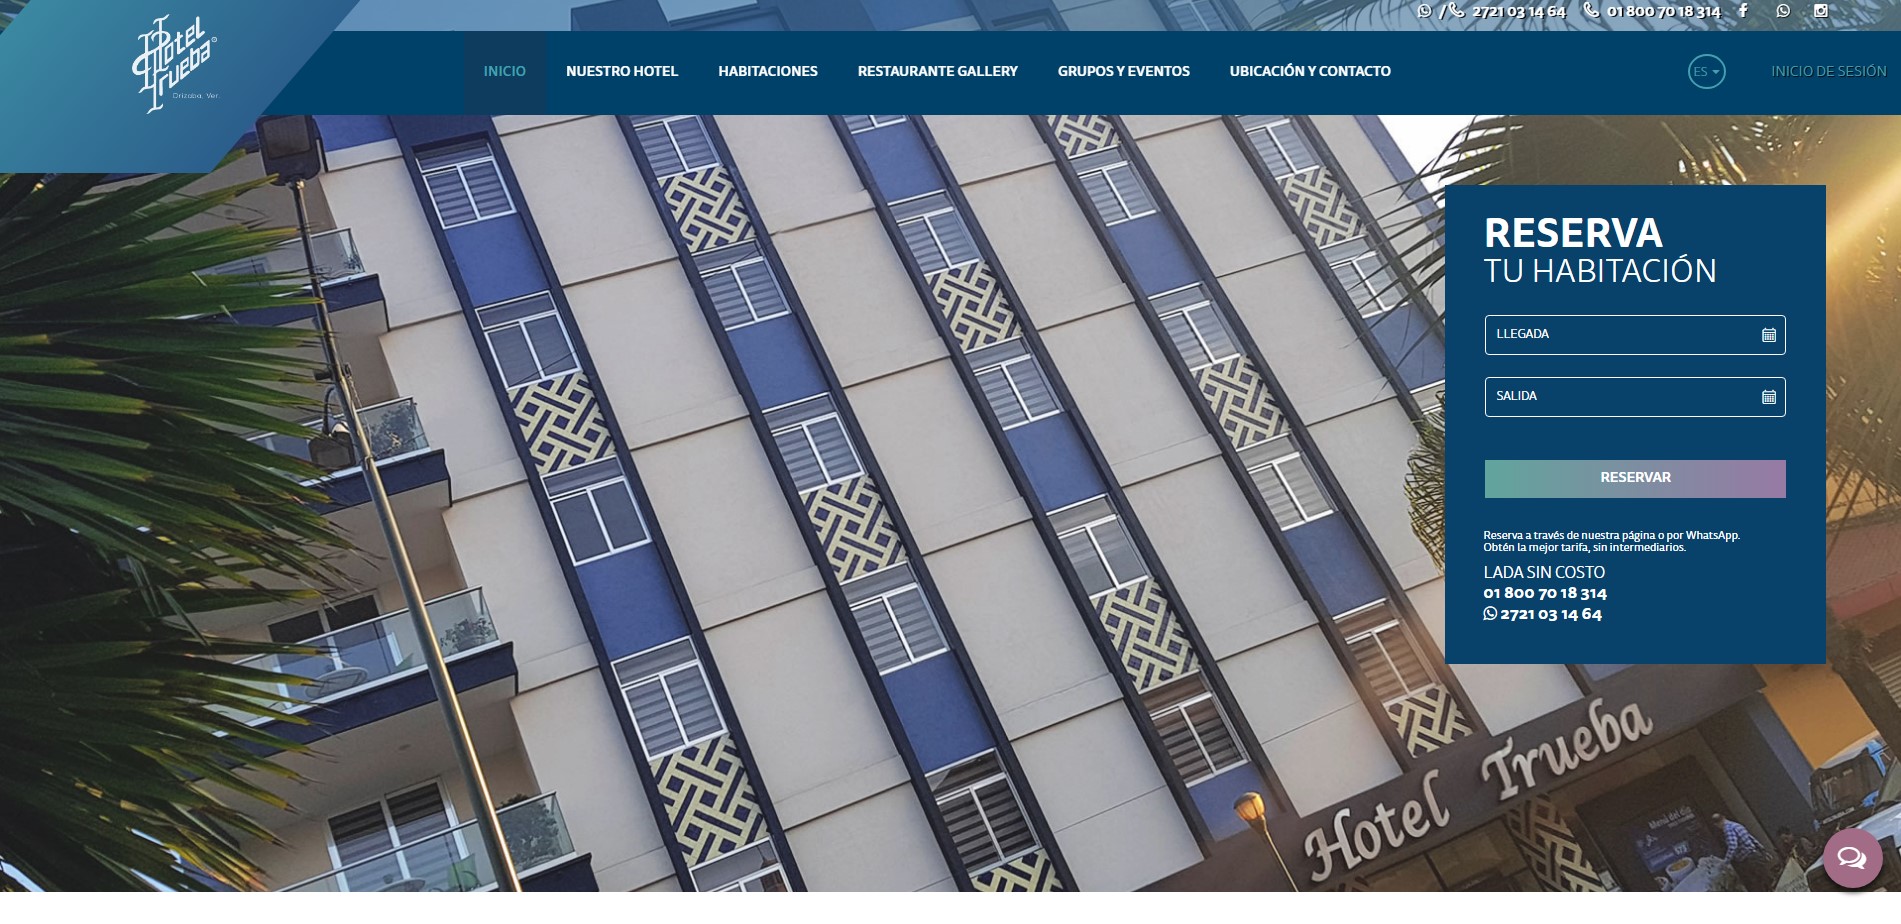 Hotel
Trueba
Orizaba, Ver.
/ 2721 03 14 64 01 800 70 18 314
INICIO NUESTRO HOTEL HABITACIONES RESTAURANTE GALLERY GRUPOS Y EVENTOS UBICACIÓN Y CONTACTO ES INICIO DE SESIÓN
RESERVA
TU HABITACIÓN
LLEGADA
SALIDA
RESERVAR
Reserva a través de nuestra página o por WhatsApp.
Obtén la mejor tarifa, sin intermediarios.
LADA SIN COSTO
01 800 70 18 314
2721 03 14 64
Hotel Trueba
Menú del día